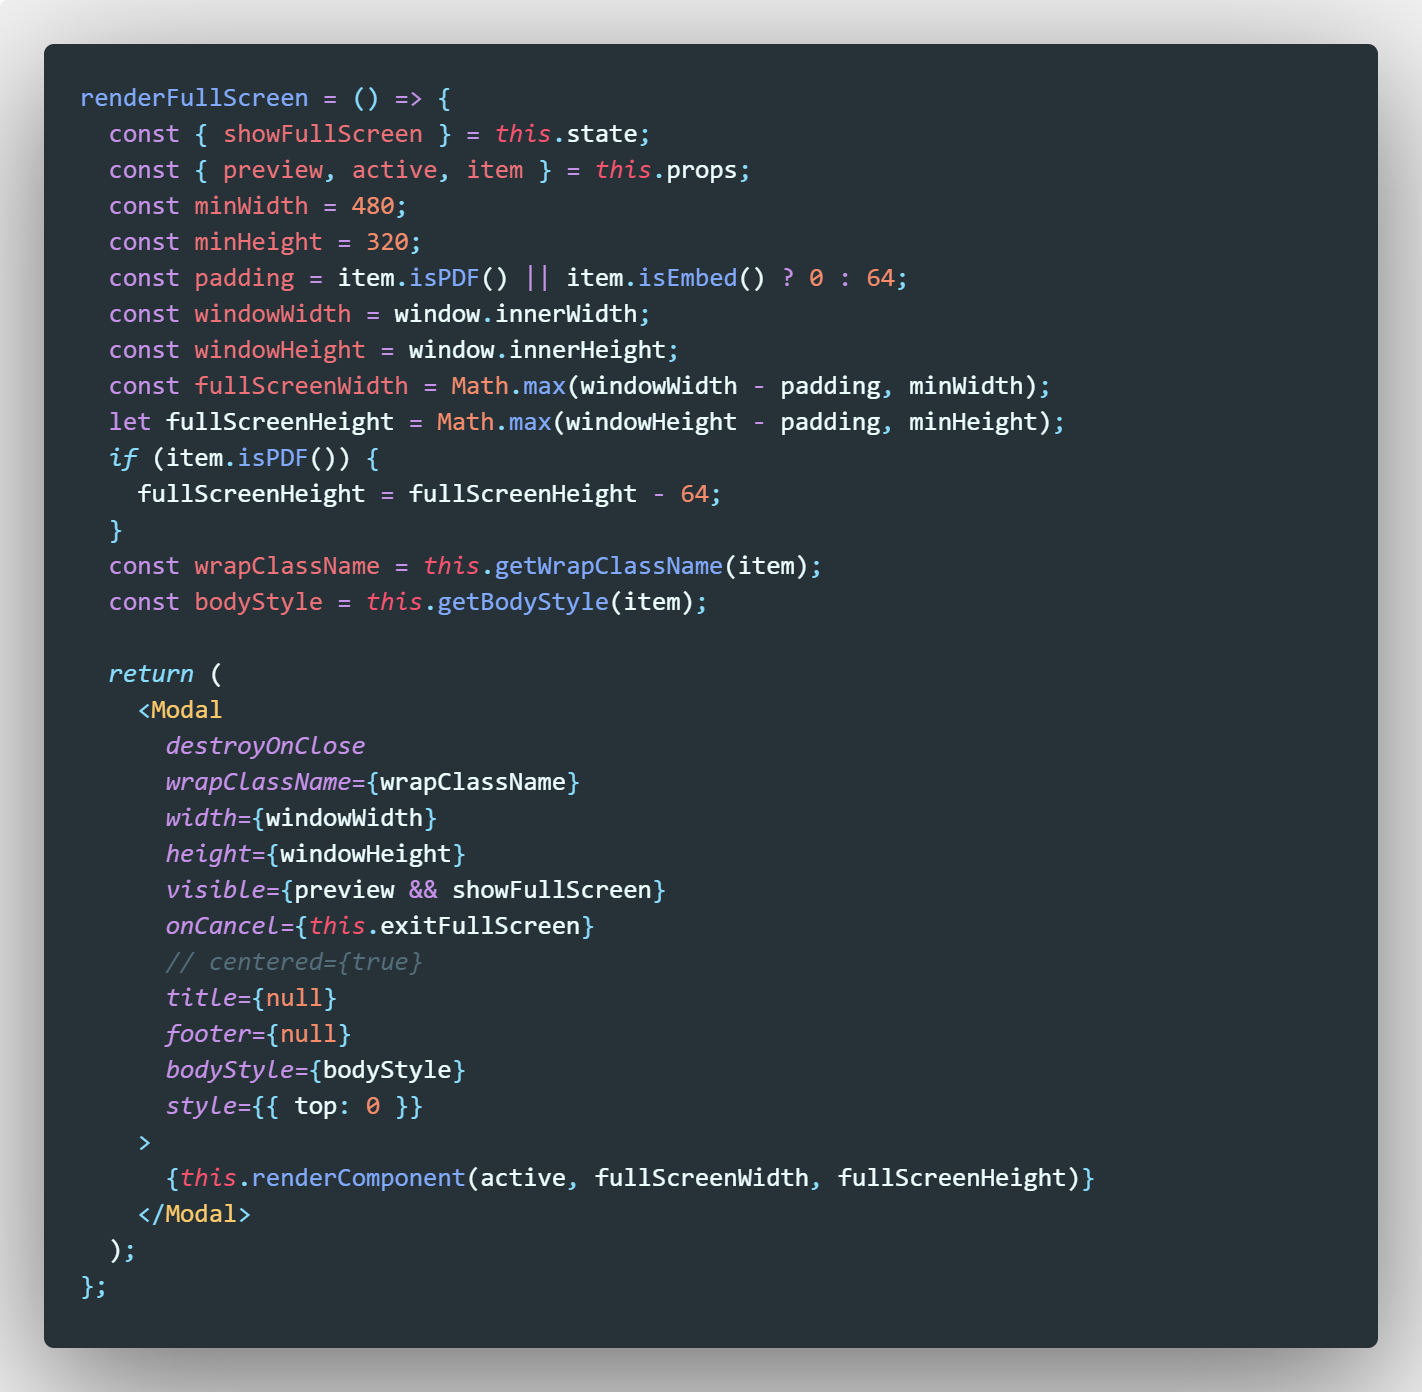 renderFullScreen = () => {
  const { showFullScreen } = this.state;
  const { preview, active, item } = this.props;
  const minWidth = 480;
  const minHeight = 320;
  const padding = item.isPDF() || item.isEmbed() ? 0 : 64;
  const windowWidth = window.innerWidth;
  const windowHeight = window.innerHeight;
  const fullScreenWidth = Math.max(windowWidth - padding, minWidth);
  let fullScreenHeight = Math.max(windowHeight - padding, minHeight);
  if (item.isPDF()) {
    fullScreenHeight = fullScreenHeight - 64;
  }
  const wrapClassName = this.getWrapClassName(item);
  const bodyStyle = this.getBodyStyle(item);

  return (
    <Modal
      destroyOnClose
      wrapClassName={wrapClassName}
      width={windowWidth}
      height={windowHeight}
      visible={preview && showFullScreen}
      onCancel={this.exitFullScreen}
      // centered={true}
      title={null}
      footer={null}
      bodyStyle={bodyStyle}
      style={{ top: 0 }}
    >
      {this.renderComponent(active, fullScreenWidth, fullScreenHeight)}
    </Modal>
  );
};